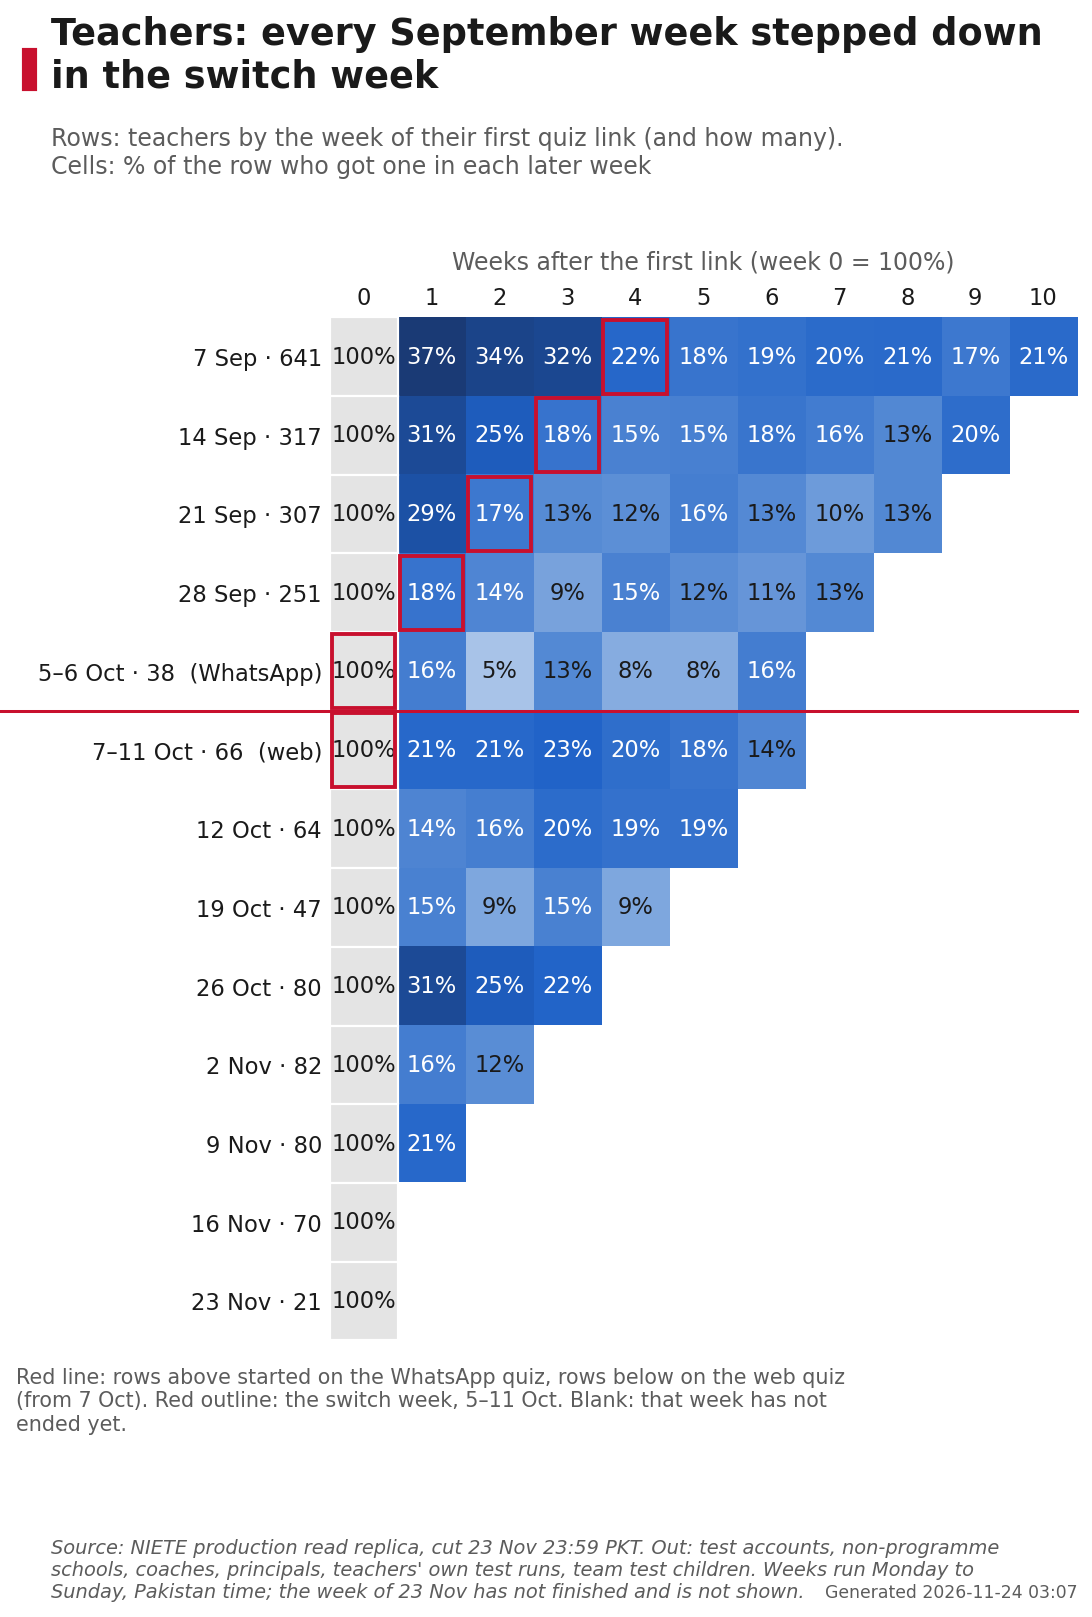 Teachers: every September week stepped down
in the switch week
Rows: teachers by the week of their first quiz link (and how many).
Cells: % of the row who got one in each later week
Weeks after the first link (week 0 = 100%)
0 1 2 3 4 5 6 7 8 9 10
7 Sep · 641 100% 37% 34% 32% 22% 18% 19% 20% 21% 17% 21%
14 Sep · 317 100% 31% 25% 18% 15% 15% 18% 16% 13% 20%
21 Sep · 307 100% 29% 17% 13% 12% 16% 13% 10% 13%
28 Sep · 251 100% 18% 14% 9% 15% 12% 11% 13%
5–6 Oct · 38 (WhatsApp) 100% 16% 5% 13% 8% 8% 16%
7–11 Oct · 66 (web) 100% 21% 21% 23% 20% 18% 14%
12 Oct · 64 100% 14% 16% 20% 19% 19%
19 Oct · 47 100% 15% 9% 15% 9%
26 Oct · 80 100% 31% 25% 22%
2 Nov · 82 100% 16% 12%
9 Nov · 80 100% 21%
16 Nov · 70 100%
23 Nov · 21 100%
Red line: rows above started on the WhatsApp quiz, rows below on the web quiz
(from 7 Oct). Red outline: the switch week, 5–11 Oct. Blank: that week has not
ended yet.
Source: NIETE production read replica, cut 23 Nov 23:59 PKT. Out: test accounts, non-programme
schools, coaches, principals, teachers' own test runs, team test children. Weeks run Monday to
Sunday, Pakistan time; the week of 23 Nov has not finished and is not shown. Generated 2026-11-24 03:07